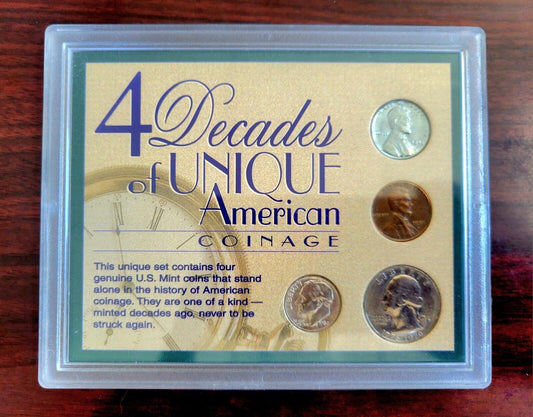 4 Decades
of UNIQUE
American
COINAGE
This unique set contains four
genuine U.S. Mint coins that stand
alone in the history of American
coinage. They are one of a kind —
minted decades ago, never to be
struck again.
LIBERTY